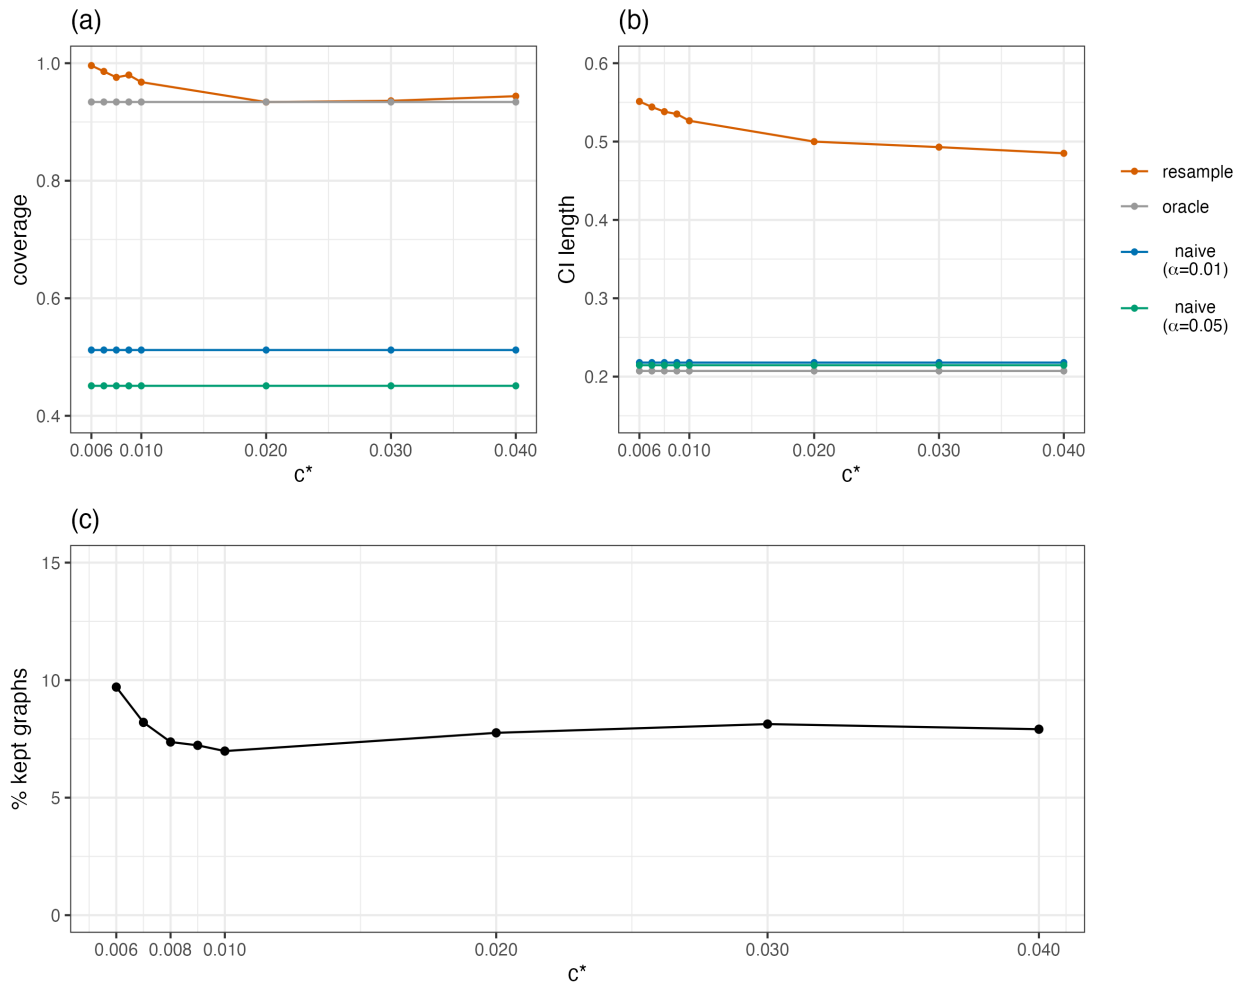 (a)
1.0
0.8
0.6
0.4
coverage
0.006 0.010 0.020 0.030 0.040
c*
(b)
0.6
0.5
0.4
0.3
0.2
CI length
0.006 0.010 0.020 0.030 0.040
c*
resample
oracle
naive
(α=0.01)
naive
(α=0.05)
(c)
15
10
5
0
% kept graphs
0.006 0.008 0.010 0.020 0.030 0.040
c*